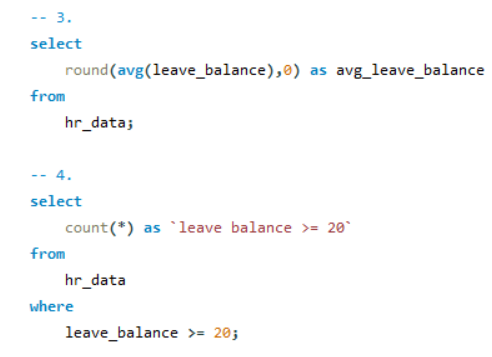 -- 3.
select
    round(avg(leave_balance),0) as avg_leave_balance
from
    hr_data;

-- 4.
select
    count(*) as `leave balance >= 20`
from
    hr_data
where
    leave_balance >= 20;